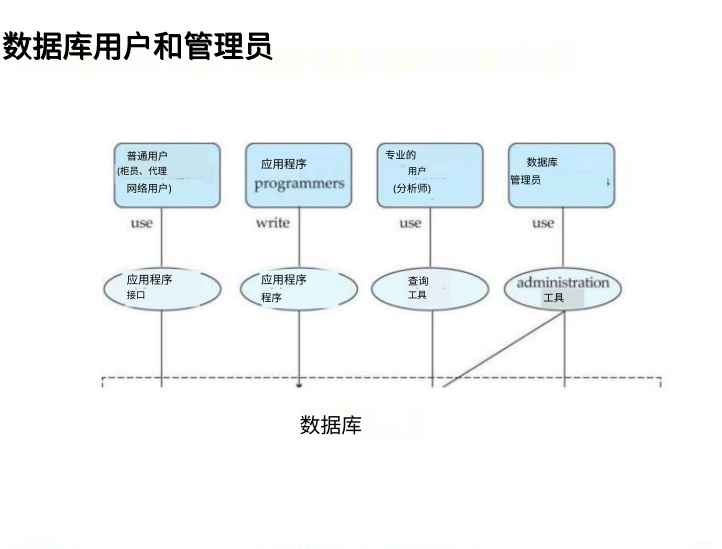 数据库用户和管理员
普通用户
(柜员、代理
网络用户)
应用程序
programmers
专业的
用户
(分析师)
数据库
管理员
use
write
use
use
应用程序
接口
应用程序
程序
查询
工具
administration
工具
数据库